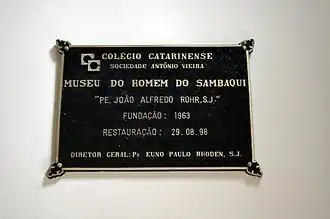 CC COLÉGIO CATARINENSE
SOCIEDADE ANTÔNIO VIEIRA
MUSEU DO HOMEM DO SAMBAQUI
"PE. JOÃO ALFREDO ROHR, S.J."
FUNDAÇÃO: 1963
RESTAURAÇÃO: 29.08.98
DIRETOR GERAL: Pe EUNO PAULO RHODEN, S.J.